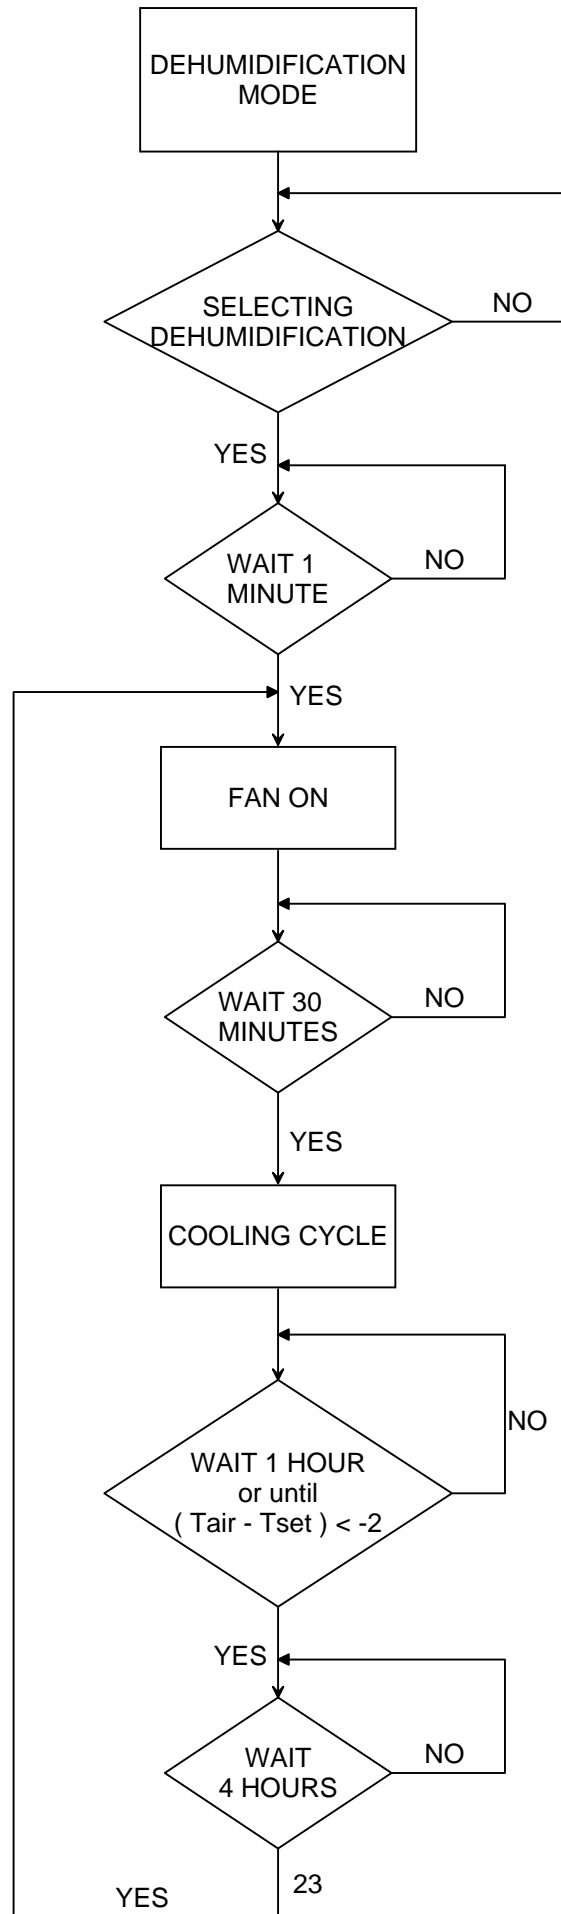 DEHUMIDIFICATION
MODE
SELECTING
DEHUMIDIFICATION
NO
YES
WAIT 1
MINUTE
NO
YES
FAN ON
WAIT 30
MINUTES
NO
YES
COOLING CYCLE
WAIT 1 HOUR
or until
( Tair - Tset ) < -2
NO
YES
WAIT
4 HOURS
NO
23
YES